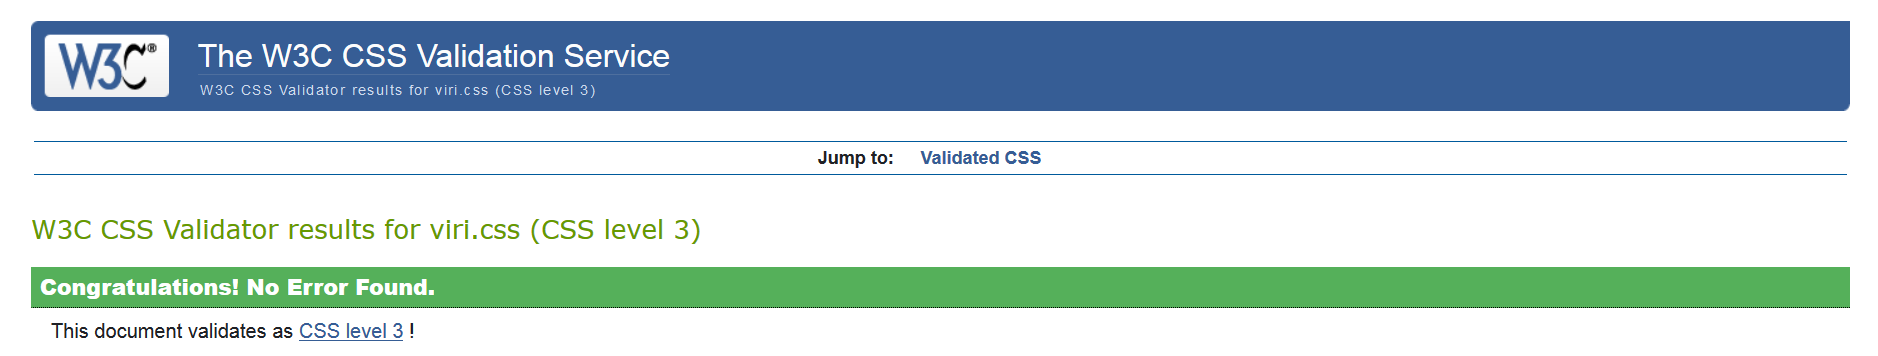 W3C®
The W3C CSS Validation Service
W3C CSS Validator results for viri.css (CSS level 3)
Jump to: Validated CSS
W3C CSS Validator results for viri.css (CSS level 3)
Congratulations! No Error Found.
This document validates as CSS level 3 !